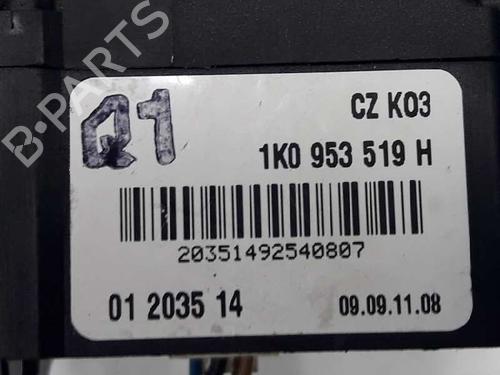 B-PARTS
Q1
CZ K03
1K0 953 519 H
20351492540807
01 2035 14
09.09.11.08